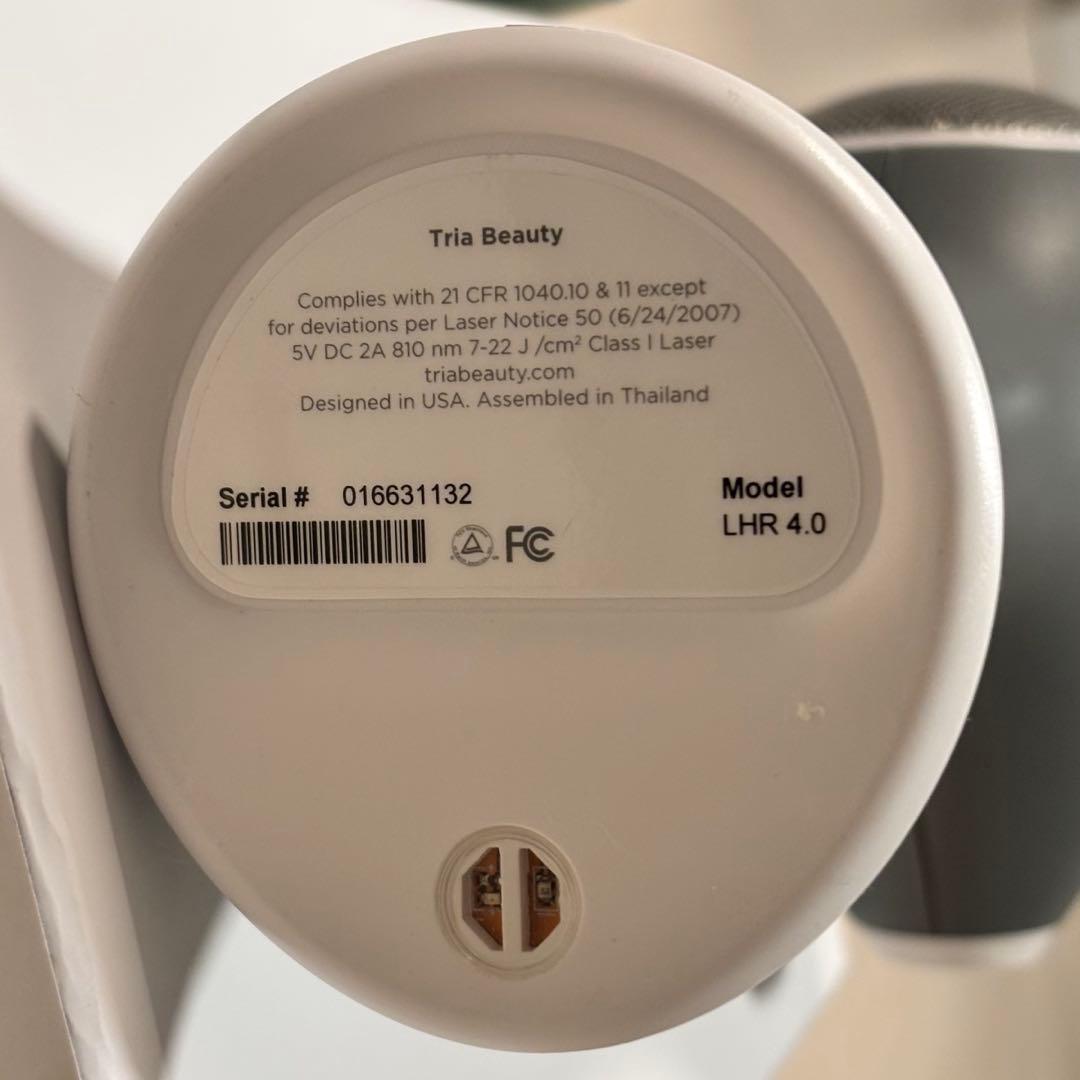 Tria Beauty
Complies with 21 CFR 1040.10 & 11 except
for deviations per Laser Notice 50 (6/24/2007)
5V DC 2A 810 nm 7-22 J /cm² Class I Laser
triabeauty.com
Designed in USA. Assembled in Thailand
Serial # 016631132
Model
LHR 4.0
FC